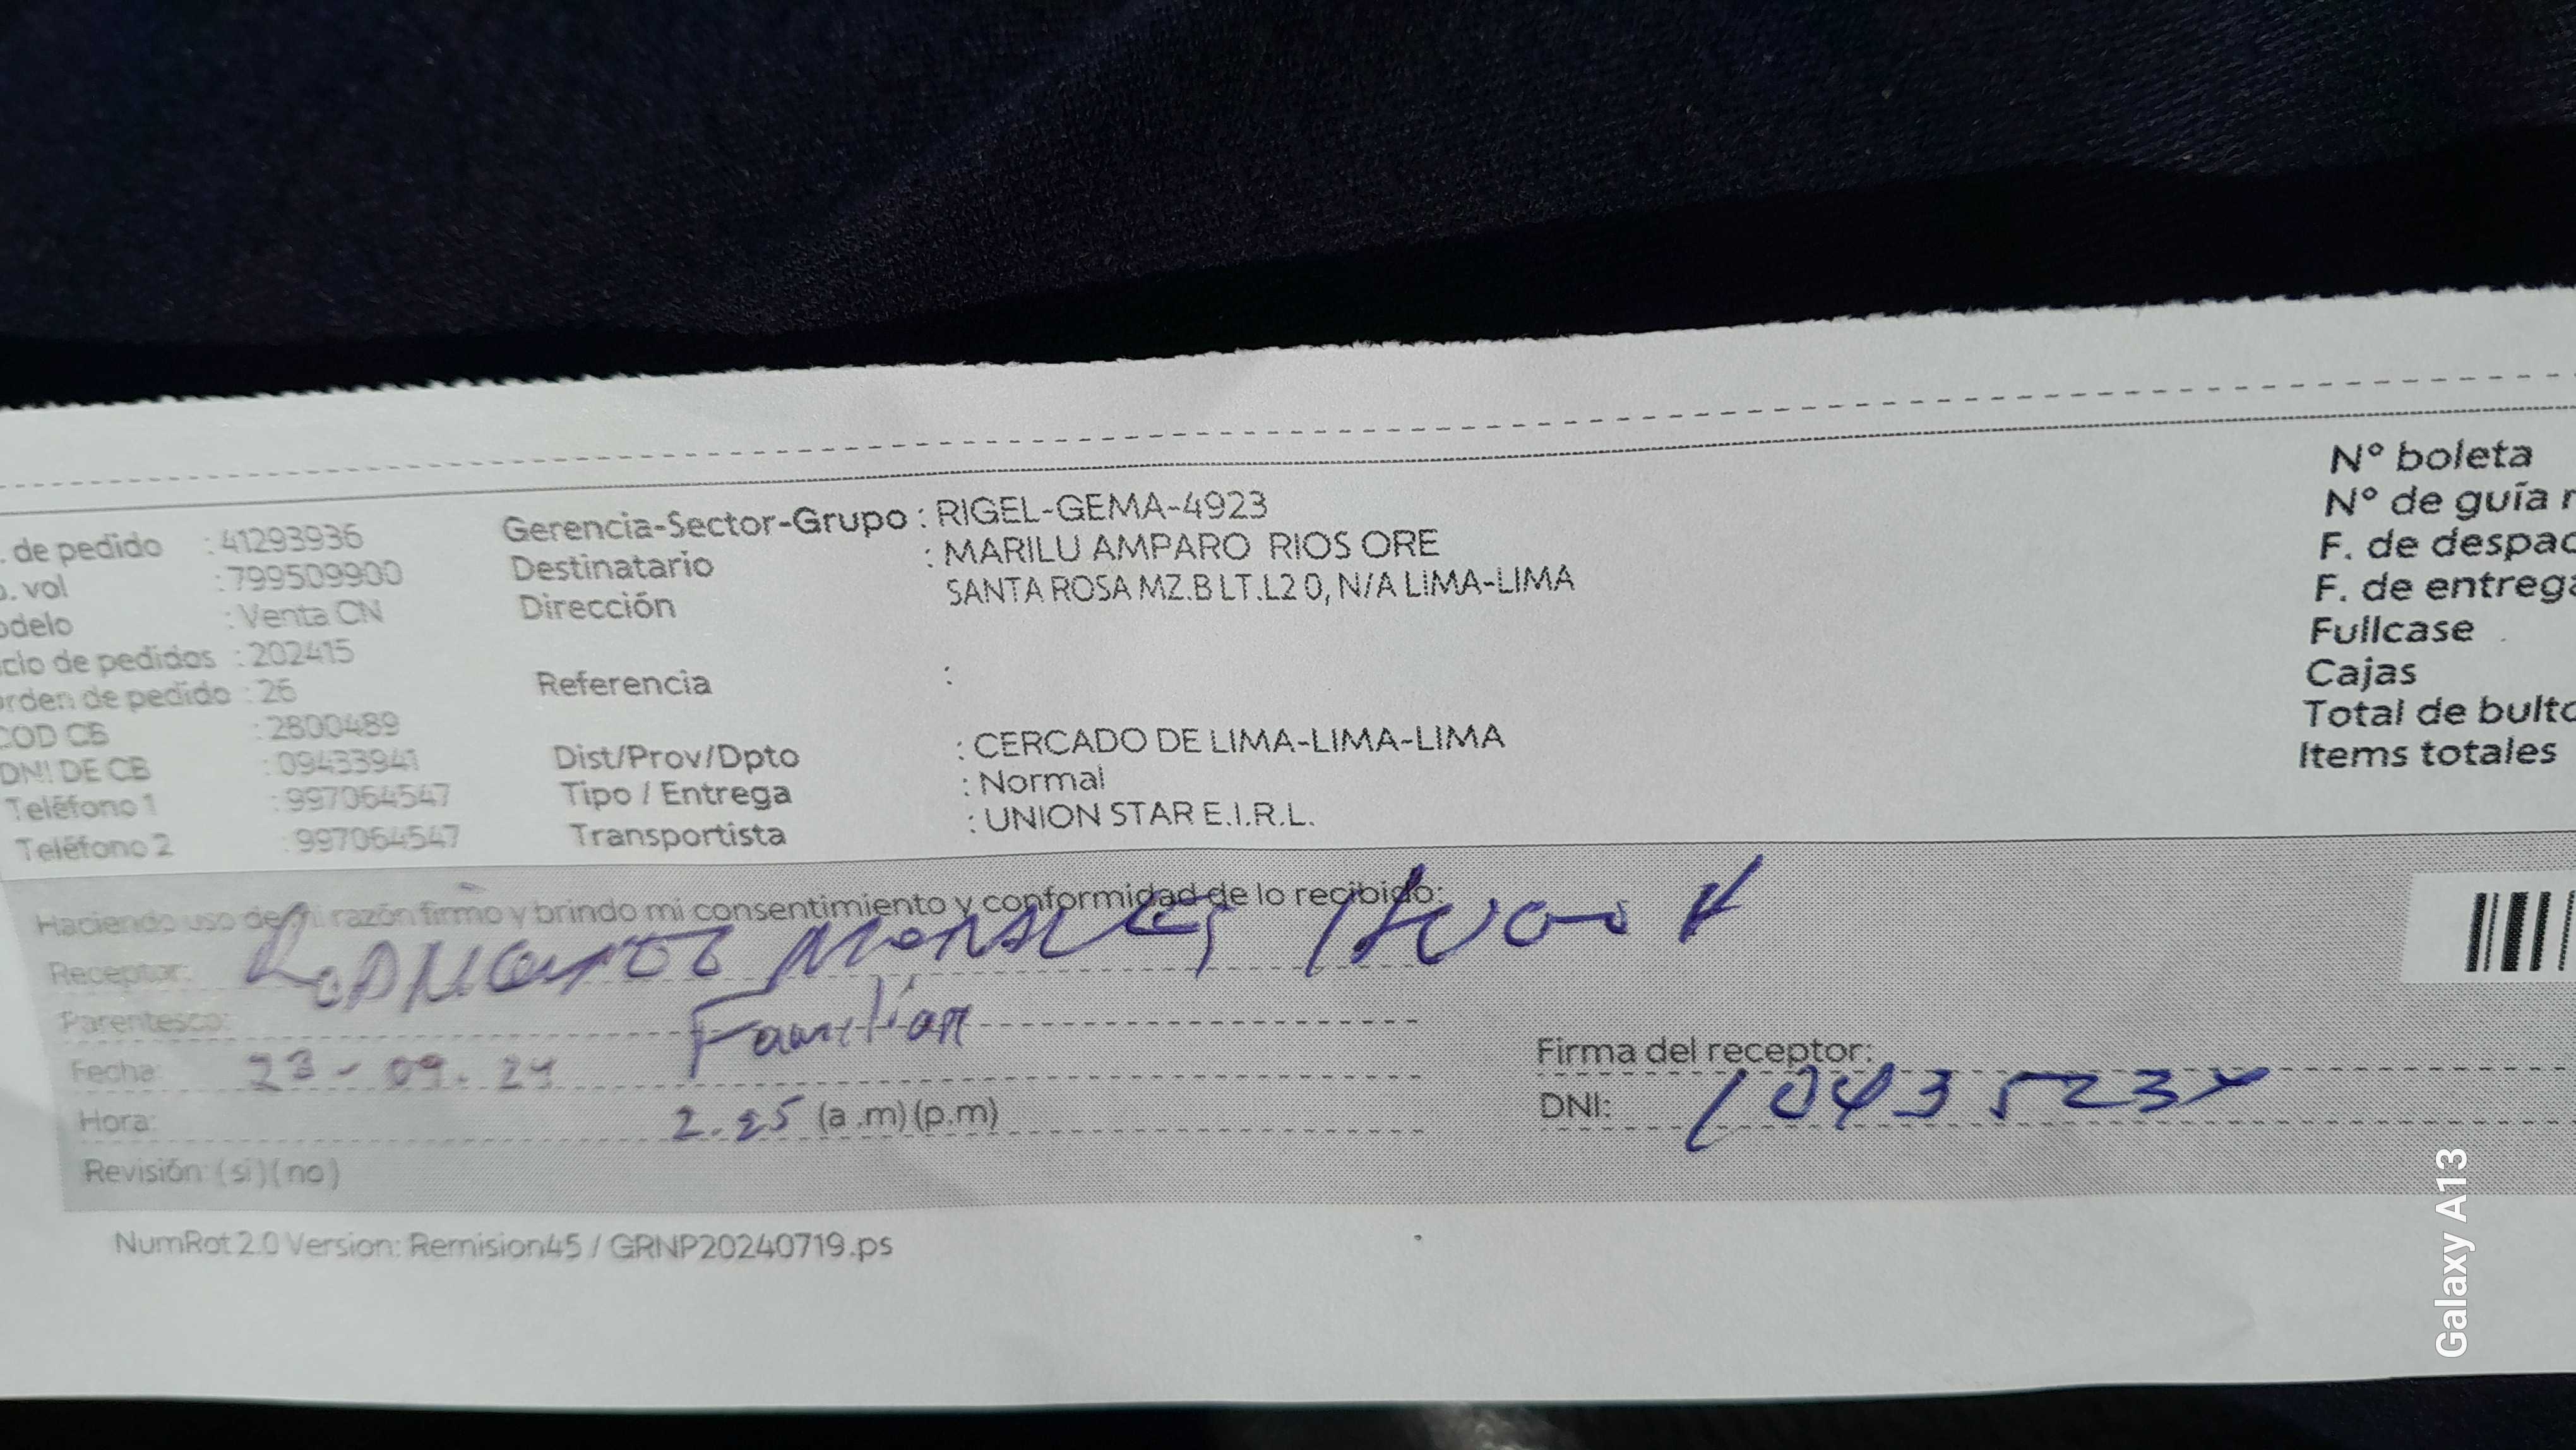 de pedido : 41293936
. vol : 799509900
odelo : Venta CN
clo de pedidos : 202415
orden de pedido : 26
COD CB : 2800489
DNI DE CB : 09433941
Teléfono 1 : 997064547
Teléfono 2 : 997064547
Gerencia-Sector-Grupo : RIGEL-GEMA-4923
Destinatario : MARILU AMPARO RIOS ORE
Dirección SANTA ROSA MZ.B LT.L2 0, N/A LIMA-LIMA
Referencia :
Dist/Prov/Dpto : CERCADO DE LIMA-LIMA-LIMA
Tipo / Entrega : Normal
Transportista : UNION STAR E.I.R.L.
N° boleta
N° de guía r
F. de despac
F. de entrega
Fullcase
Cajas
Total de bulto
Items totales
Haciendo uso de mi razón firmo y brindo mi consentimiento y conformidad de lo recibido:
Receptor:
Parentesco: Familiar
Fecha: 23-09.24
Hora: (a.m)(p.m)
Revisión: (si)(no)
Firma del receptor:
DNI:
NumRot 2.0 Version: Remision45 / GRNP20240719.ps
Galaxy A13